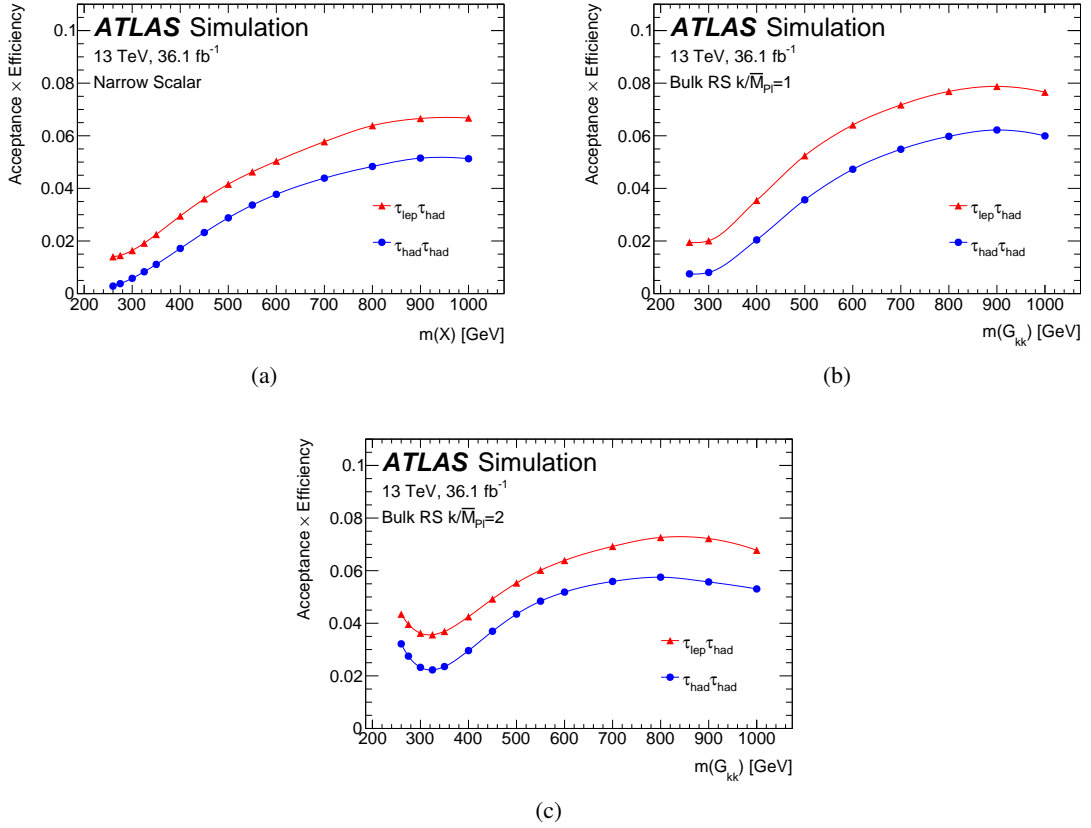 ATLAS Simulation
13 TeV, 36.1 fb⁻¹
Narrow Scalar
Acceptance × Efficiency
0.1
0.08
0.06
0.04
0.02
0
τlepτhad
τhadτhad
200 300 400 500 600 700 800 900 1000
m(X) [GeV]
(a)
ATLAS Simulation
13 TeV, 36.1 fb⁻¹
Bulk RS k/M̅Pl=1
Acceptance × Efficiency
0.1
0.08
0.06
0.04
0.02
0
τlepτhad
τhadτhad
200 300 400 500 600 700 800 900 1000
m(Gkk) [GeV]
(b)
ATLAS Simulation
13 TeV, 36.1 fb⁻¹
Bulk RS k/M̅Pl=2
Acceptance × Efficiency
0.1
0.08
0.06
0.04
0.02
0
τlepτhad
τhadτhad
200 300 400 500 600 700 800 900 1000
m(Gkk) [GeV]
(c)